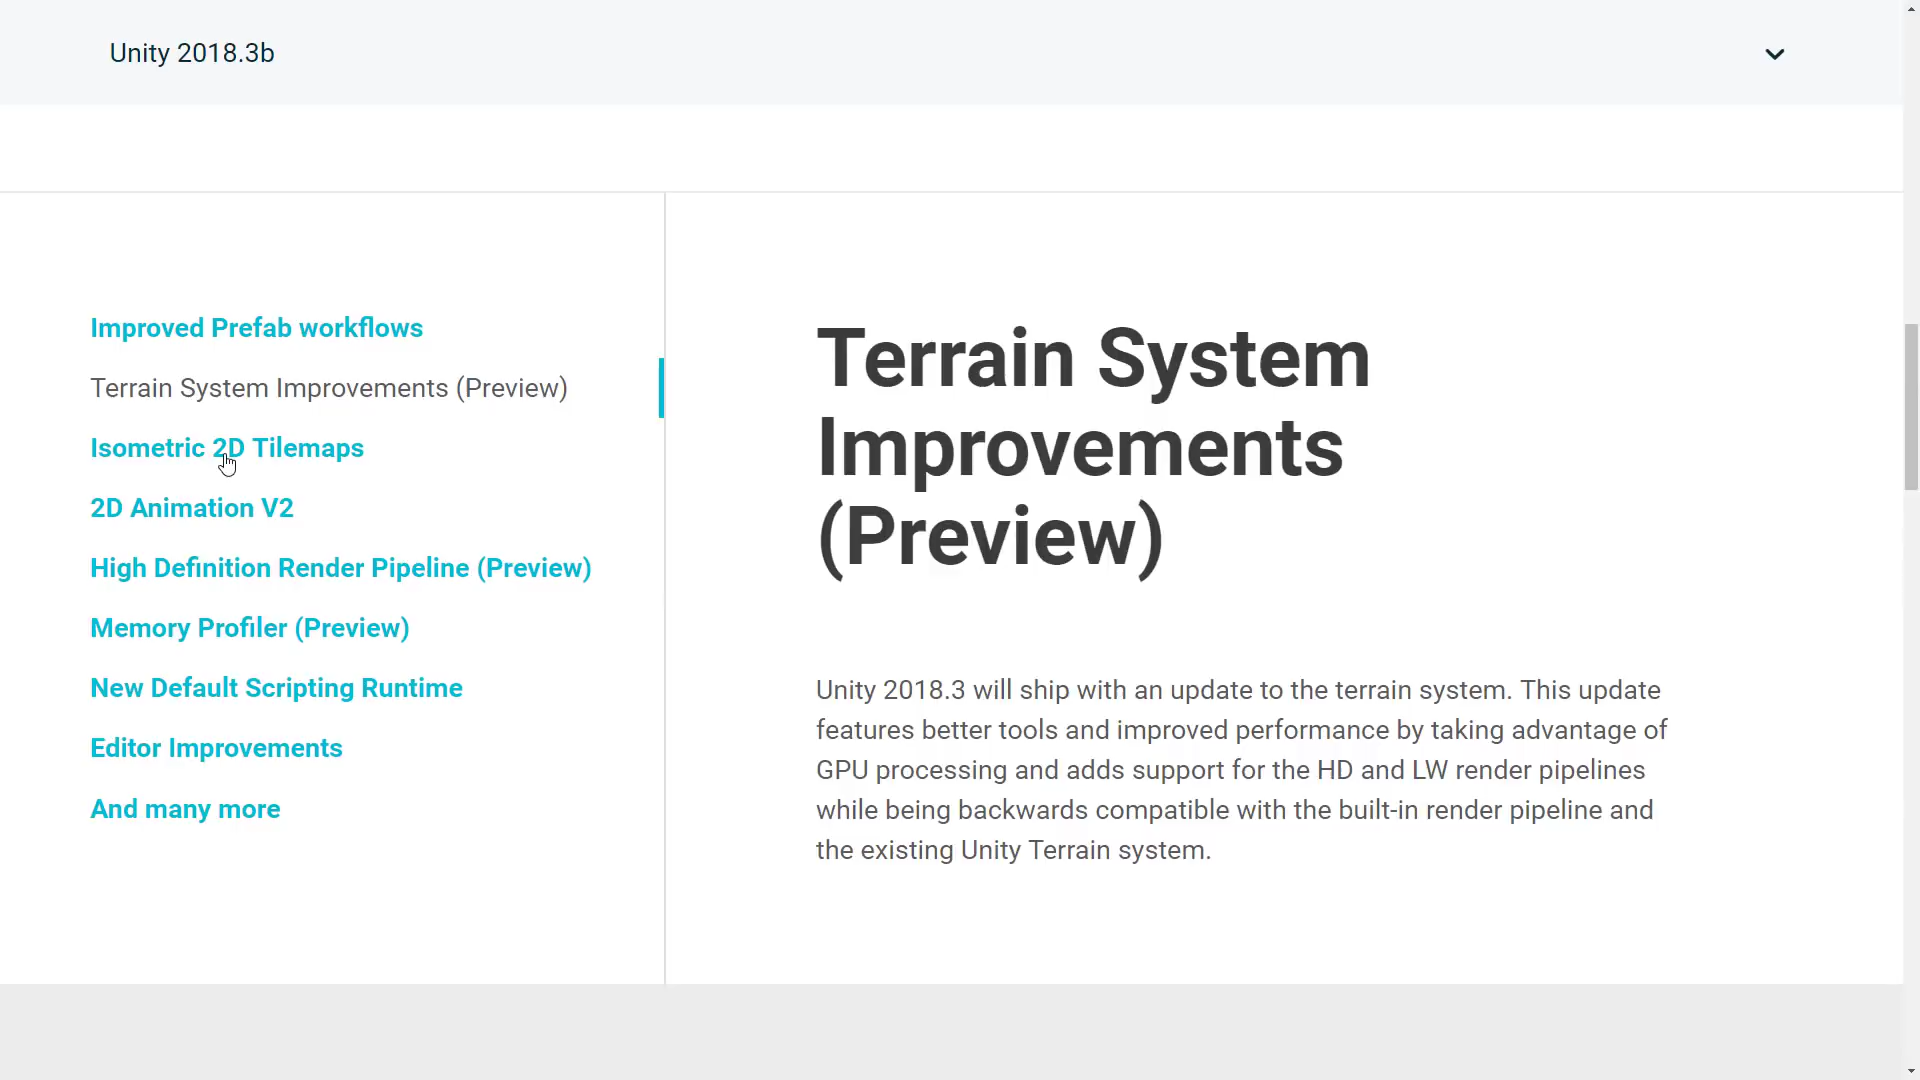 Unity 2018.3b
Improved Prefab workflows
Terrain System Improvements (Preview)
Isometric 2D Tilemaps
2D Animation V2
High Definition Render Pipeline (Preview)
Memory Profiler (Preview)
New Default Scripting Runtime
Editor Improvements
And many more
Terrain System
Improvements
(Preview)
Unity 2018.3 will ship with an update to the terrain system. This update
features better tools and improved performance by taking advantage of
GPU processing and adds support for the HD and LW render pipelines
while being backwards compatible with the built-in render pipeline and
the existing Unity Terrain system.